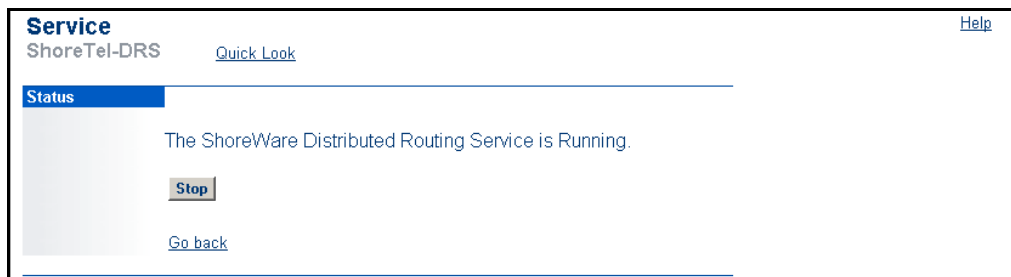 Service
Help
ShoreTel-DRS
Quick Look
Status
The ShoreWare Distributed Routing Service is Running.
Stop
Go back